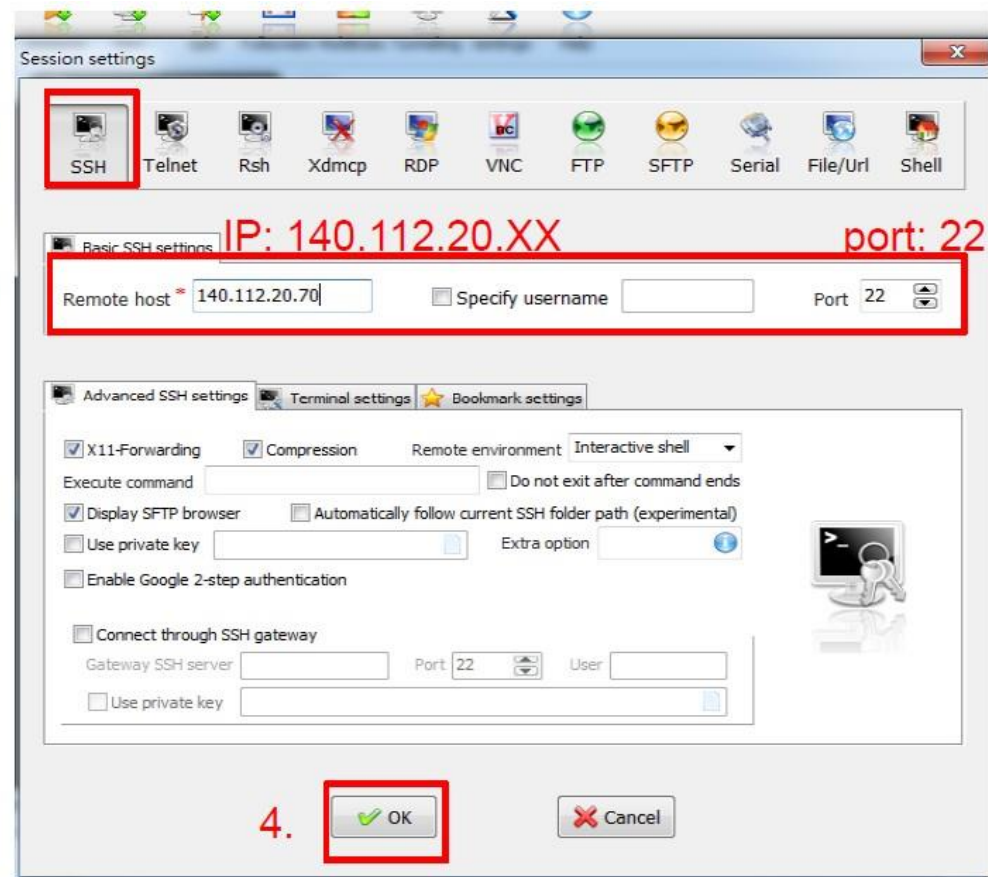 Session settings
SSH Telnet Rsh Xdmcp RDP VNC FTP SFTP Serial File/Url Shell
IP: 140.112.20.XX port: 22
Basic SSH settings
Remote host * 140.112.20.70 Specify username Port 22
Advanced SSH settings Terminal settings Bookmark settings
X11-Forwarding Compression Remote environment Interactive shell
Execute command Do not exit after command ends
Display SFTP browser Automatically follow current SSH folder path (experimental)
Use private key Extra option
Enable Google 2-step authentication
Connect through SSH gateway
Gateway SSH server Port 22 User
Use private key
4. OK Cancel